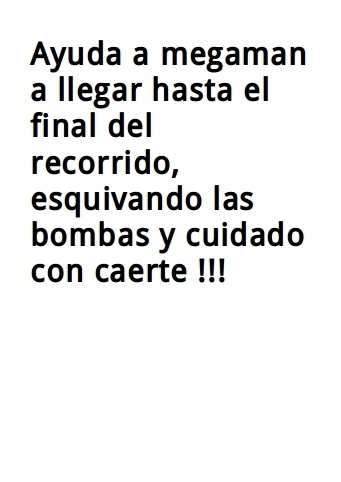 Ayuda a megaman
a llegar hasta el
final del
recorrido,
esquivando las
bombas y cuidado
con caerte !!!